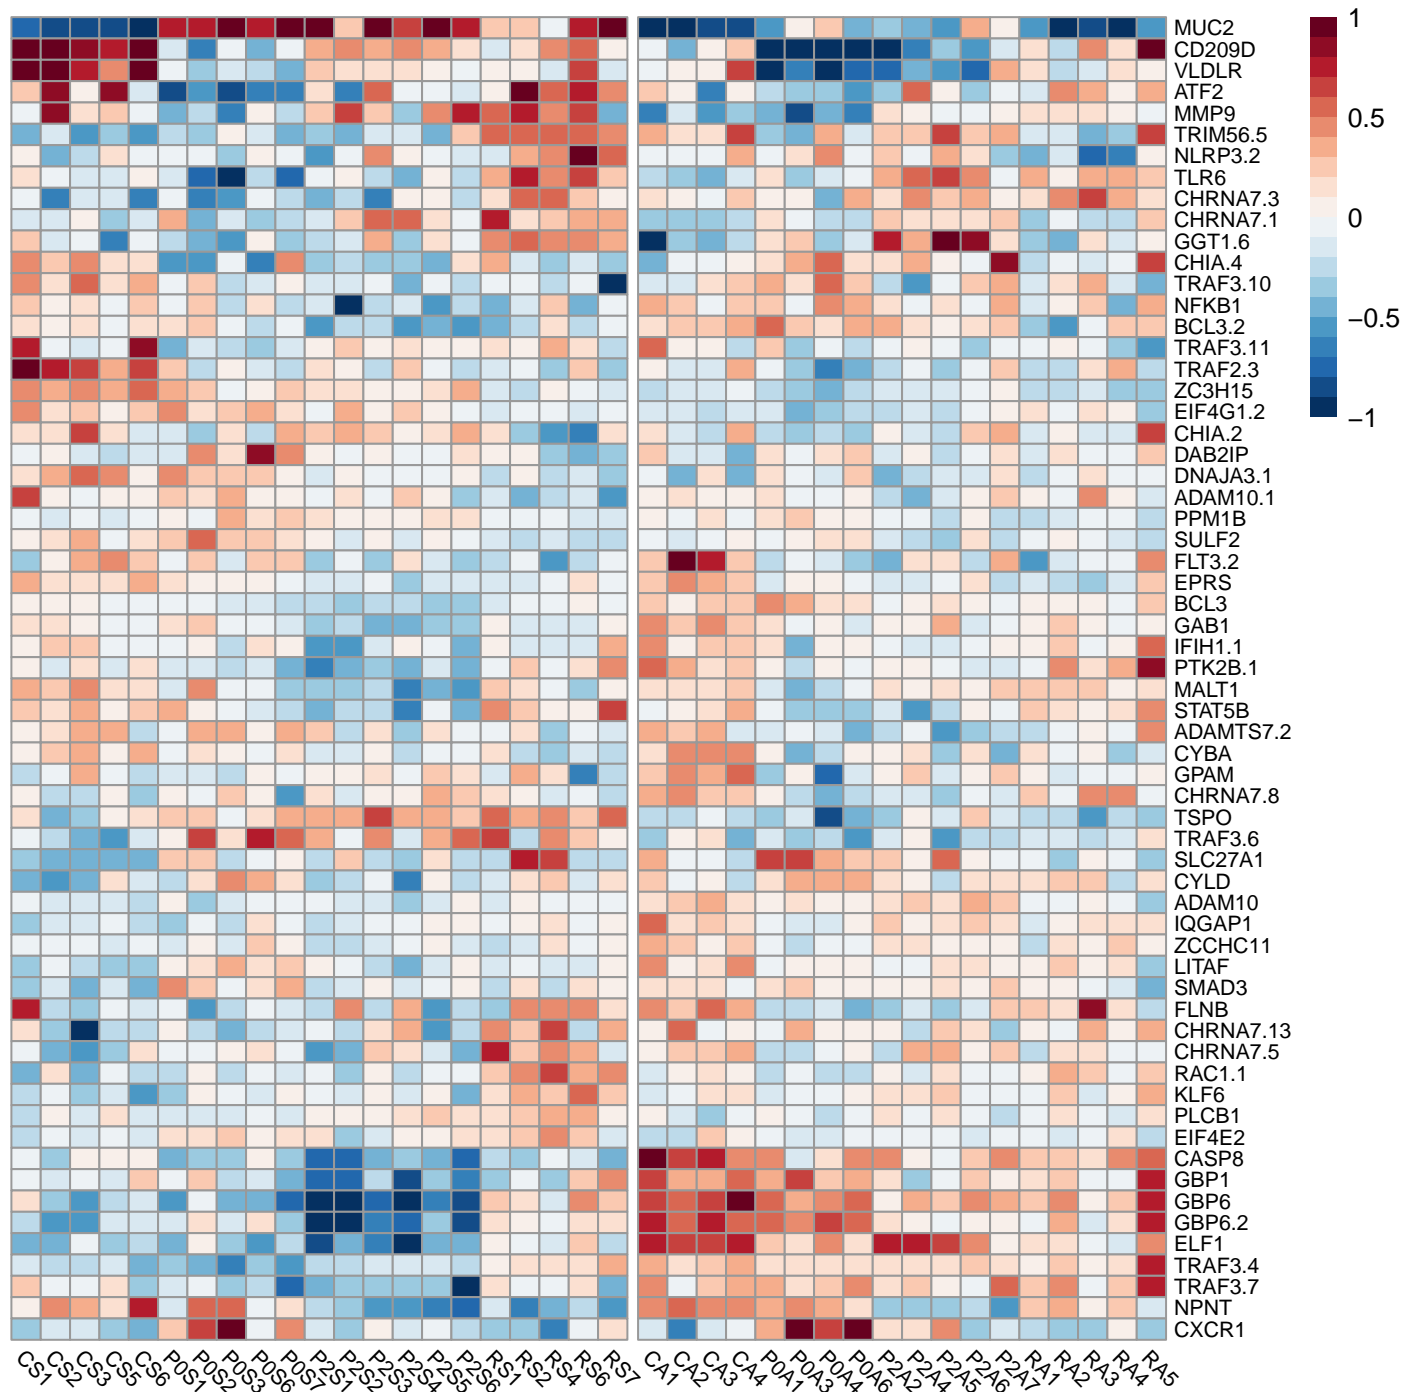 MUC2
CD209D
VLDLR
ATF2
MMP9
TRIM56.5
NLRP3.2
TLR6
CHRNA7.3
CHRNA7.1
GGT1.6
CHIA.4
TRAF3.10
NFKB1
BCL3.2
TRAF3.11
TRAF2.3
ZC3H15
EIF4G1.2
CHIA.2
DAB2IP
DNAJA3.1
ADAM10.1
PPM1B
SULF2
FLT3.2
EPRS
BCL3
GAB1
IFIH1.1
PTK2B.1
MALT1
STAT5B
ADAMTS7.2
CYBA
GPAM
CHRNA7.8
TSPO
TRAF3.6
SLC27A1
CYLD
ADAM10
IQGAP1
ZCCHC11
LITAF
SMAD3
FLNB
CHRNA7.13
CHRNA7.5
RAC1.1
KLF6
PLCB1
EIF4E2
CASP8
GBP1
GBP6
GBP6.2
ELF1
TRAF3.4
TRAF3.7
NPNT
CXCR1
1
0.5
0
−0.5
−1
CS1 CS2 CS3 CS5 CS6 P0S1 P0S2 P0S3 P0S6 P0S7 P2S1 P2S2 P2S3 P2S4 P2S5 P2S6 RS1 RS2 RS4 RS6 RS7 CA1 CA2 CA3 CA4 P0A1 P0A3 P0A4 P0A6 P2A2 P2A4 P2A5 P2A6 P2A7 RA1 RA2 RA3 RA4 RA5